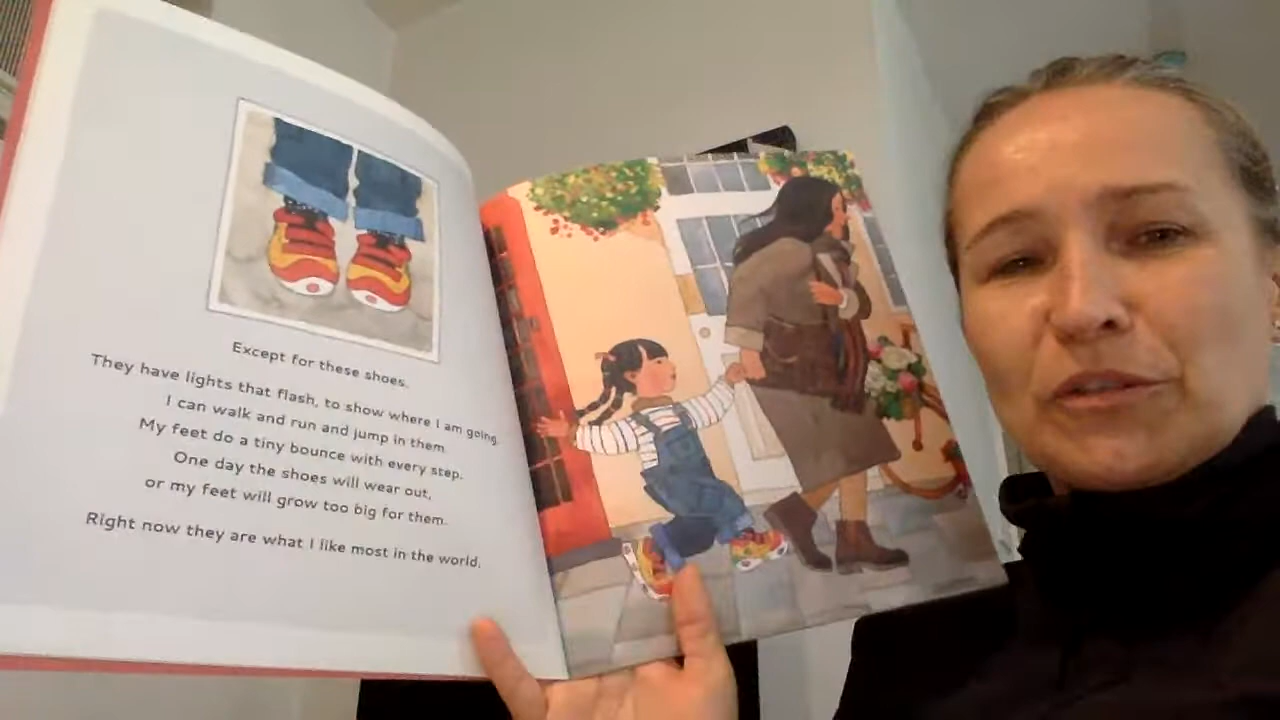 Except for these shoes.
They have lights that flash, to show where I am going.
I can walk and run and jump in them.
My feet do a tiny bounce with every step.
One day the shoes will wear out,
or my feet will grow too big for them.
Right now they are what I like most in the world.